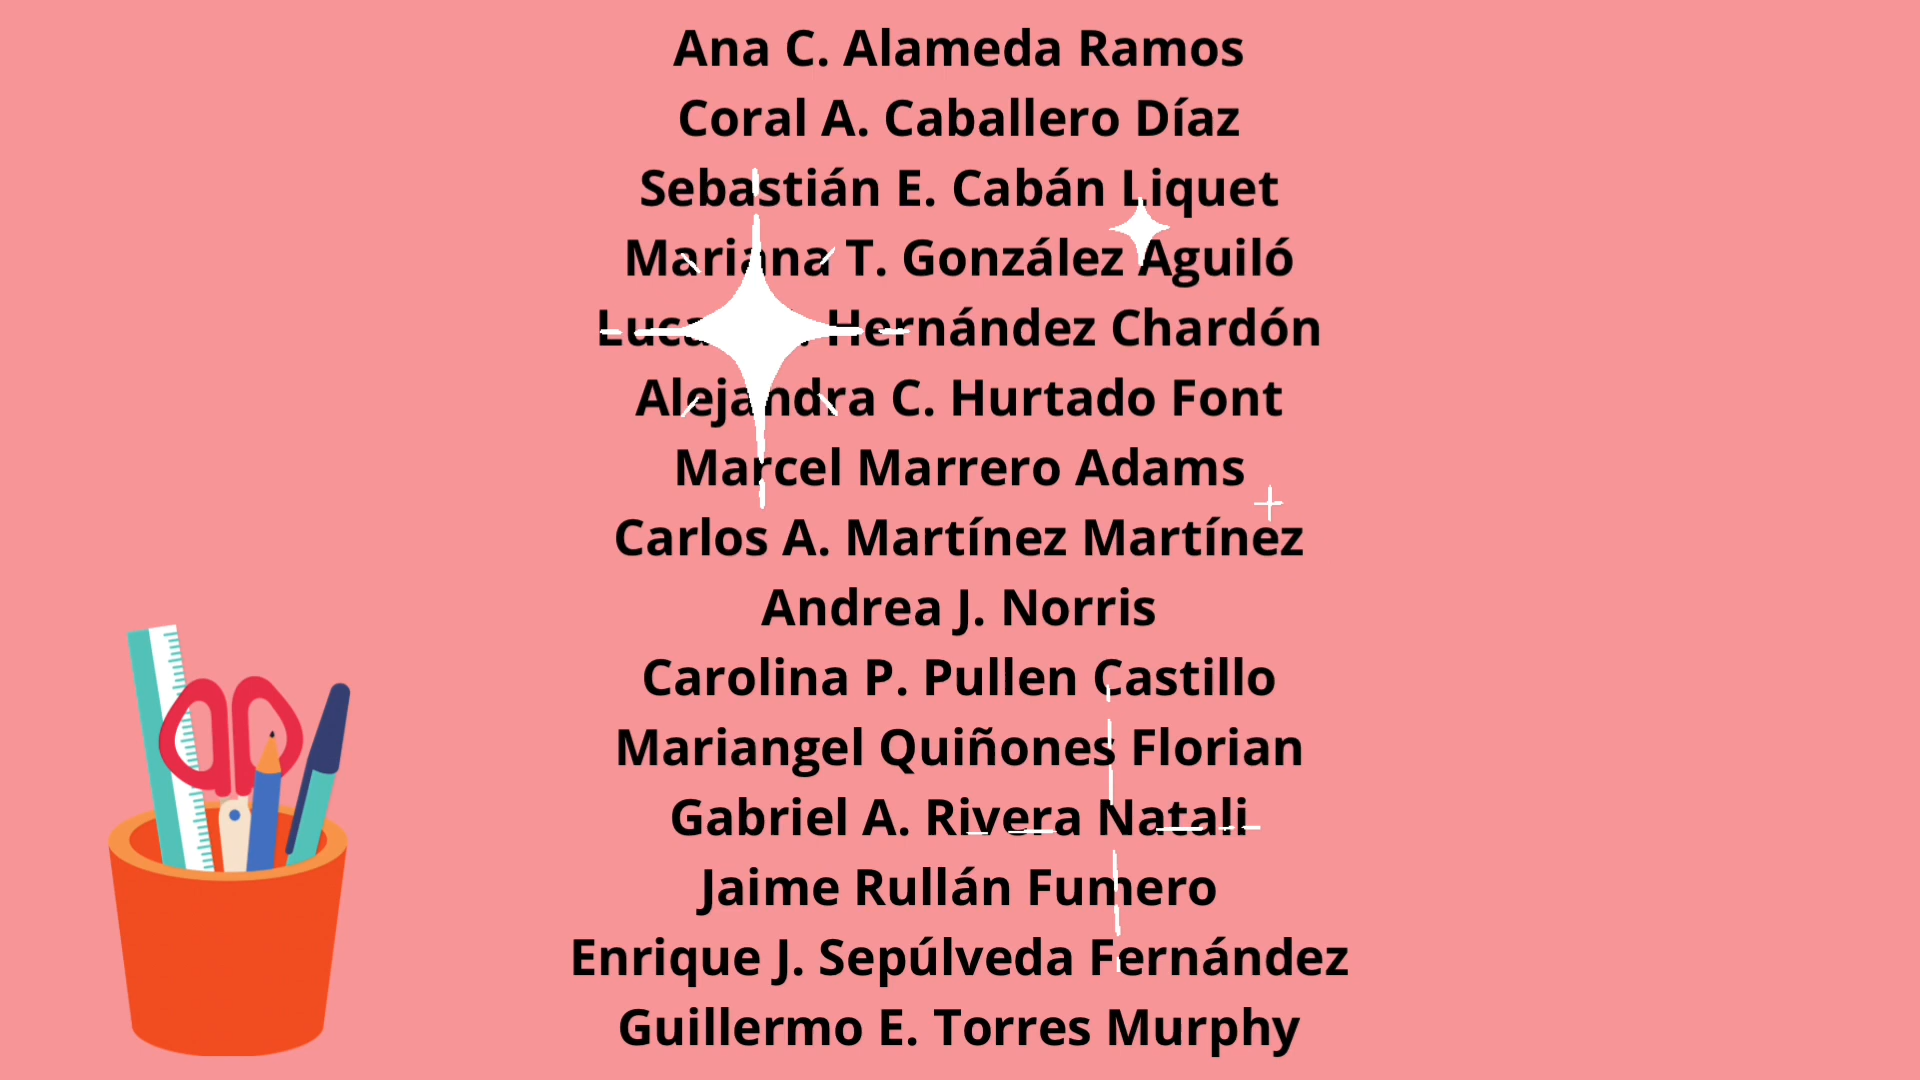 Ana C. Alameda Ramos
Coral A. Caballero Díaz
Sebastián E. Cabán Liquet
Mariana T. González Aguiló
Hernández Chardón
Alejandra C. Hurtado Font
Marcel Marrero Adams
Carlos A. Martínez Martínez
Andrea J. Norris
Carolina P. Pullen Castillo
Mariangel Quiñones Florian
Gabriel A. Rivera Natali
Jaime Rullán Fumero
Enrique J. Sepúlveda Fernández
Guillermo E. Torres Murphy